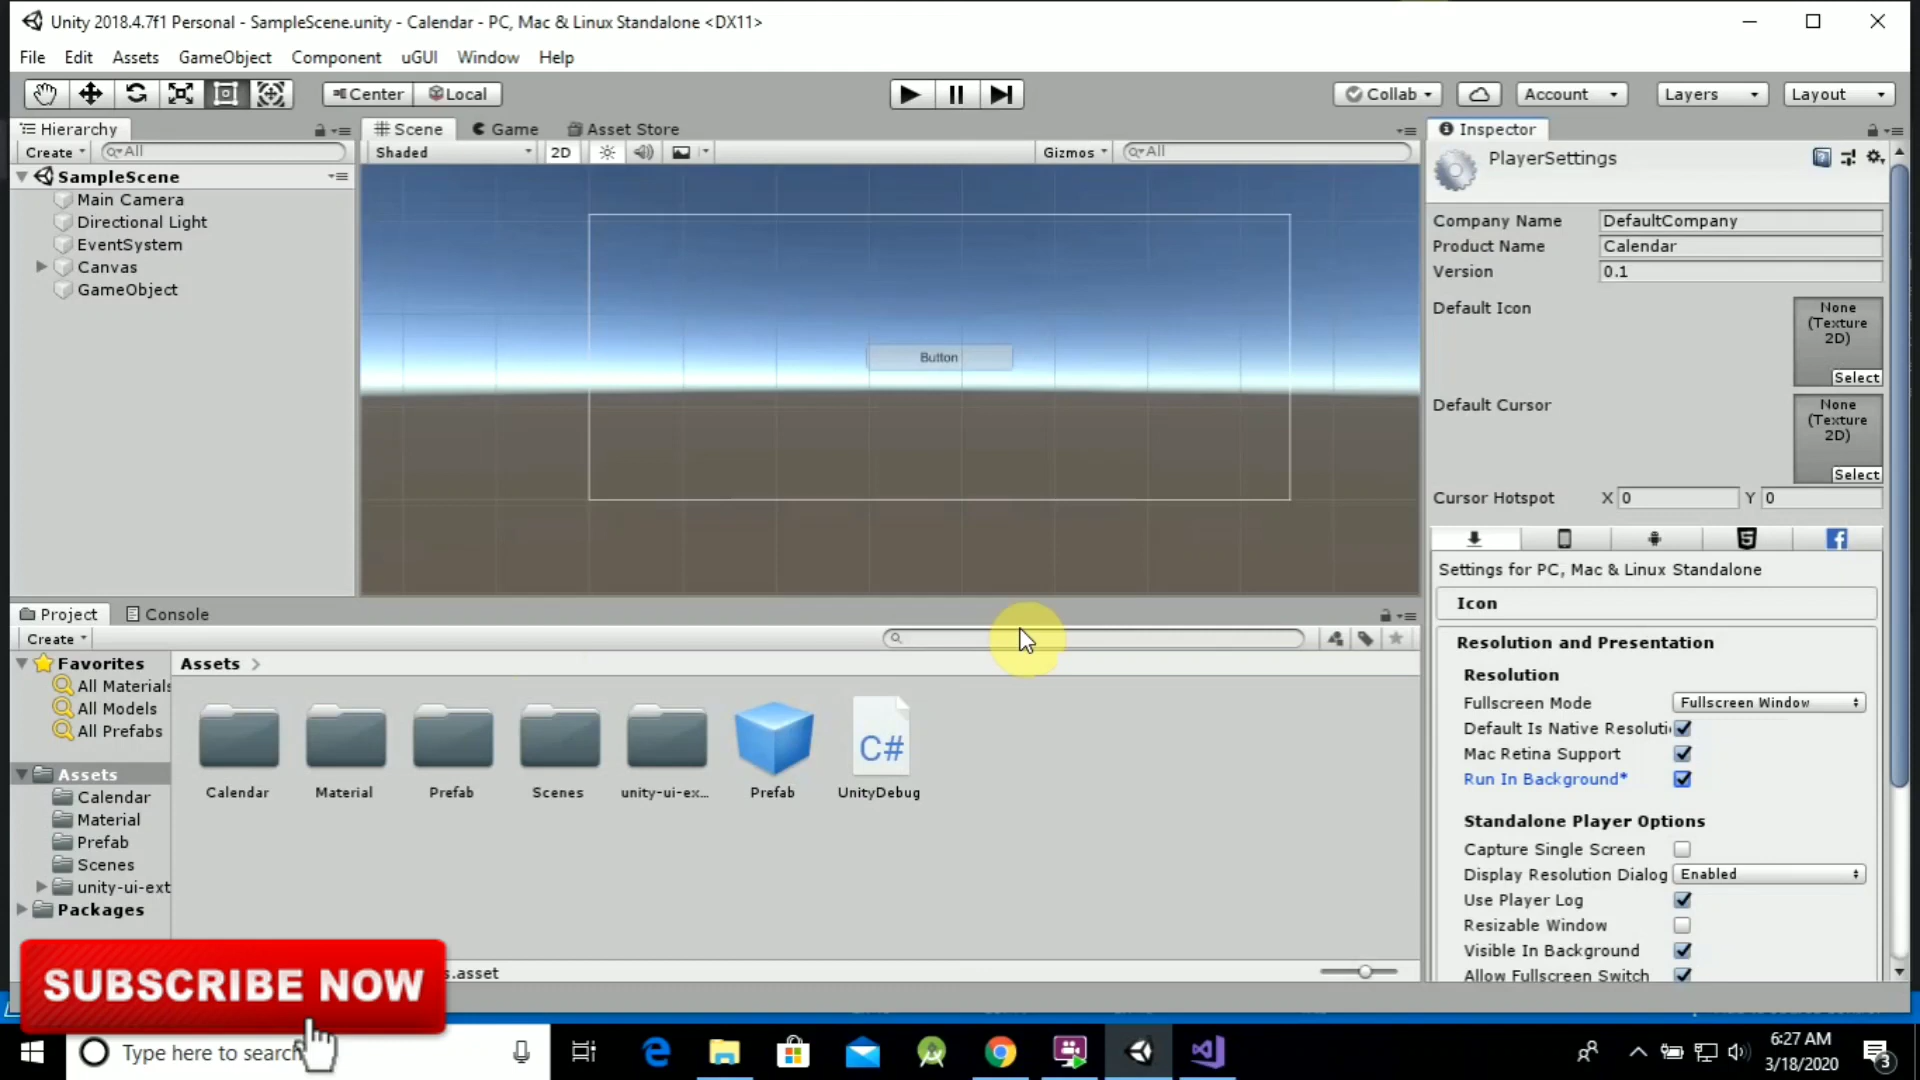 Unity 2018.4.7f1 Personal - SampleScene.unity - Calendar - PC, Mac & Linux Standalone <DX11>
File Edit Assets GameObject Component uGUI Window Help
Center Local
Collab Account Layers Layout
Hierarchy
Create All
SampleScene
Main Camera
Directional Light
EventSystem
Canvas
GameObject
Scene Game Asset Store
Shaded 2D Gizmos All
Button
Inspector
PlayerSettings
Company Name DefaultCompany
Product Name Calendar
Version 0.1
Default Icon
None
(Texture
2D)
Select
Default Cursor
None
(Texture
2D)
Select
Cursor Hotspot X 0 Y 0
Settings for PC, Mac & Linux Standalone
Icon
Resolution and Presentation
Resolution
Fullscreen Mode Fullscreen Window
Default Is Native Resoluti
Mac Retina Support
Run In Background*
Standalone Player Options
Capture Single Screen
Display Resolution Dialog Enabled
Use Player Log
Resizable Window
Visible In Background
Allow Fullscreen Switch
Project Console
Create
Favorites
All Materials
All Models
All Prefabs
Assets
Calendar
Material
Prefab
Scenes
unity-ui-ext
Packages
Assets
Calendar Material Prefab Scenes unity-ui-ex... Prefab C# UnityDebug
s.asset
SUBSCRIBE NOW
Type here to search
6:27 AM
3/18/2020
3